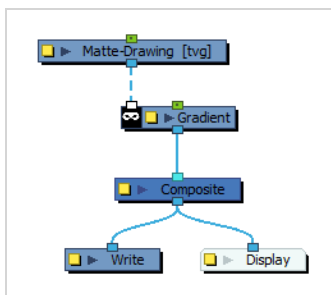 Matte-Drawing [tvg]
Gradient
Composite
Write
Display